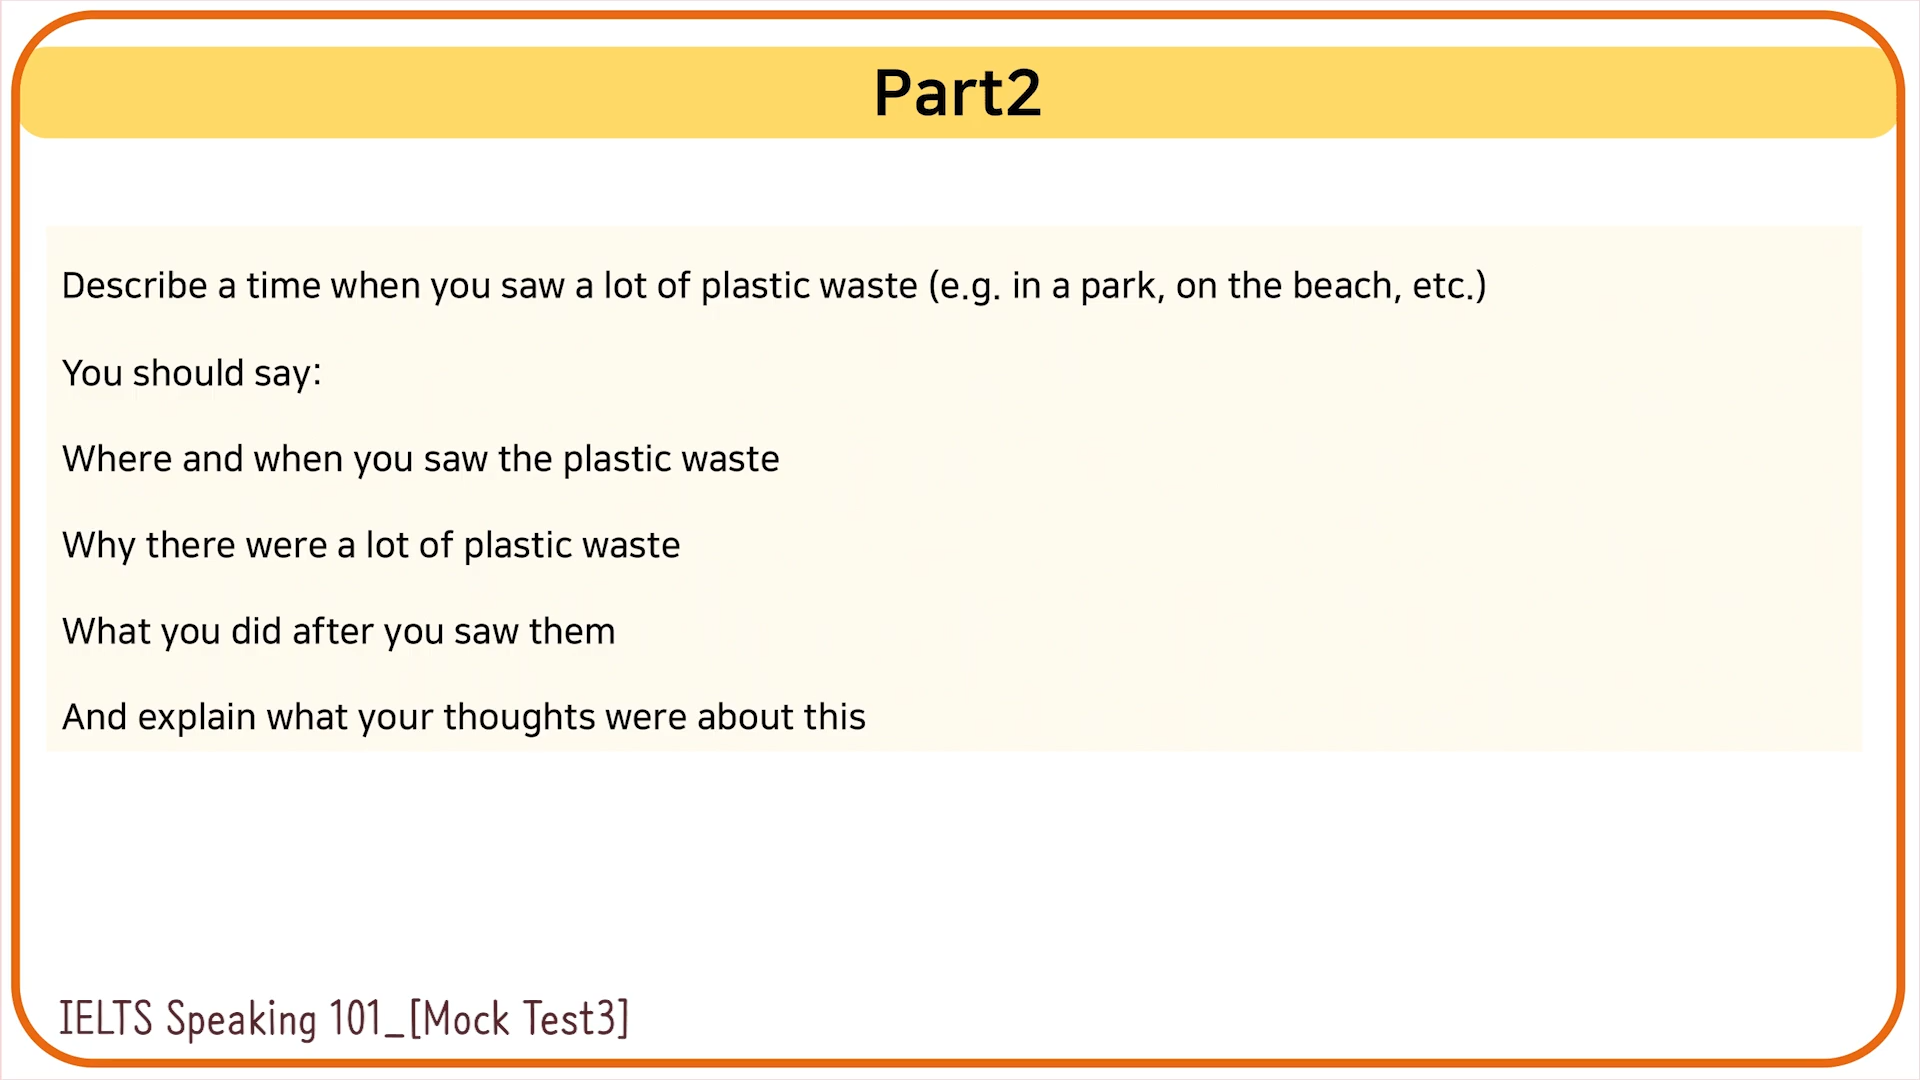 Part2
Describe a time when you saw a lot of plastic waste (e.g. in a park, on the beach, etc.)
You should say:
Where and when you saw the plastic waste
Why there were a lot of plastic waste
What you did after you saw them
And explain what your thoughts were about this
IELTS Speaking 101_[Mock Test3]